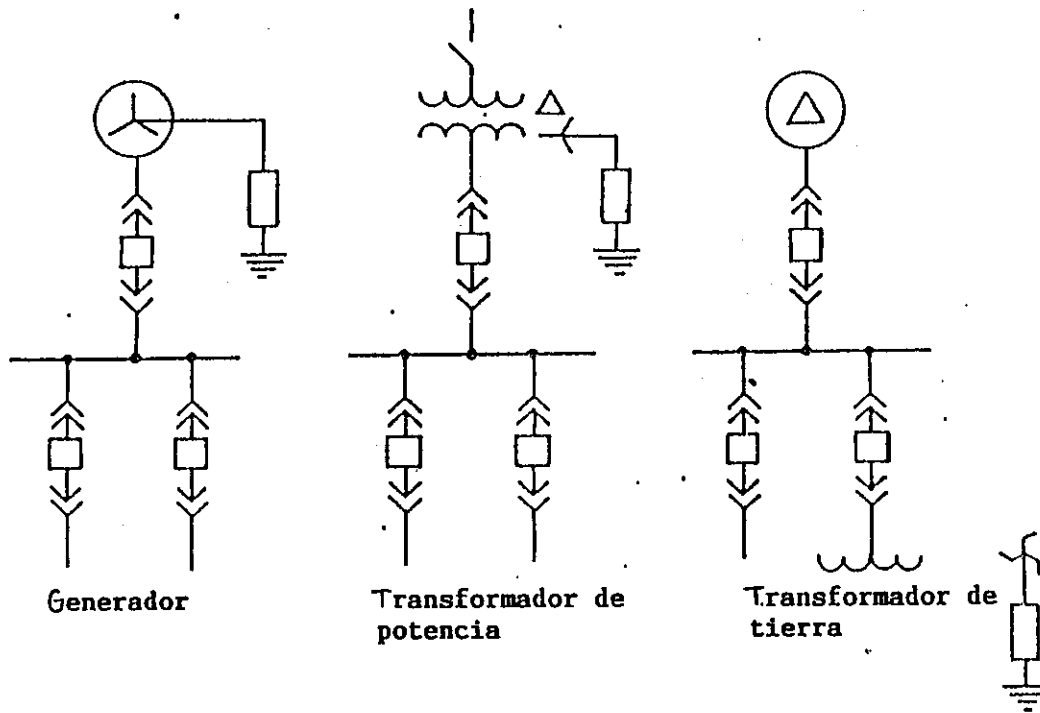 Generador
Transformador de
potencia
Transformador de
tierra